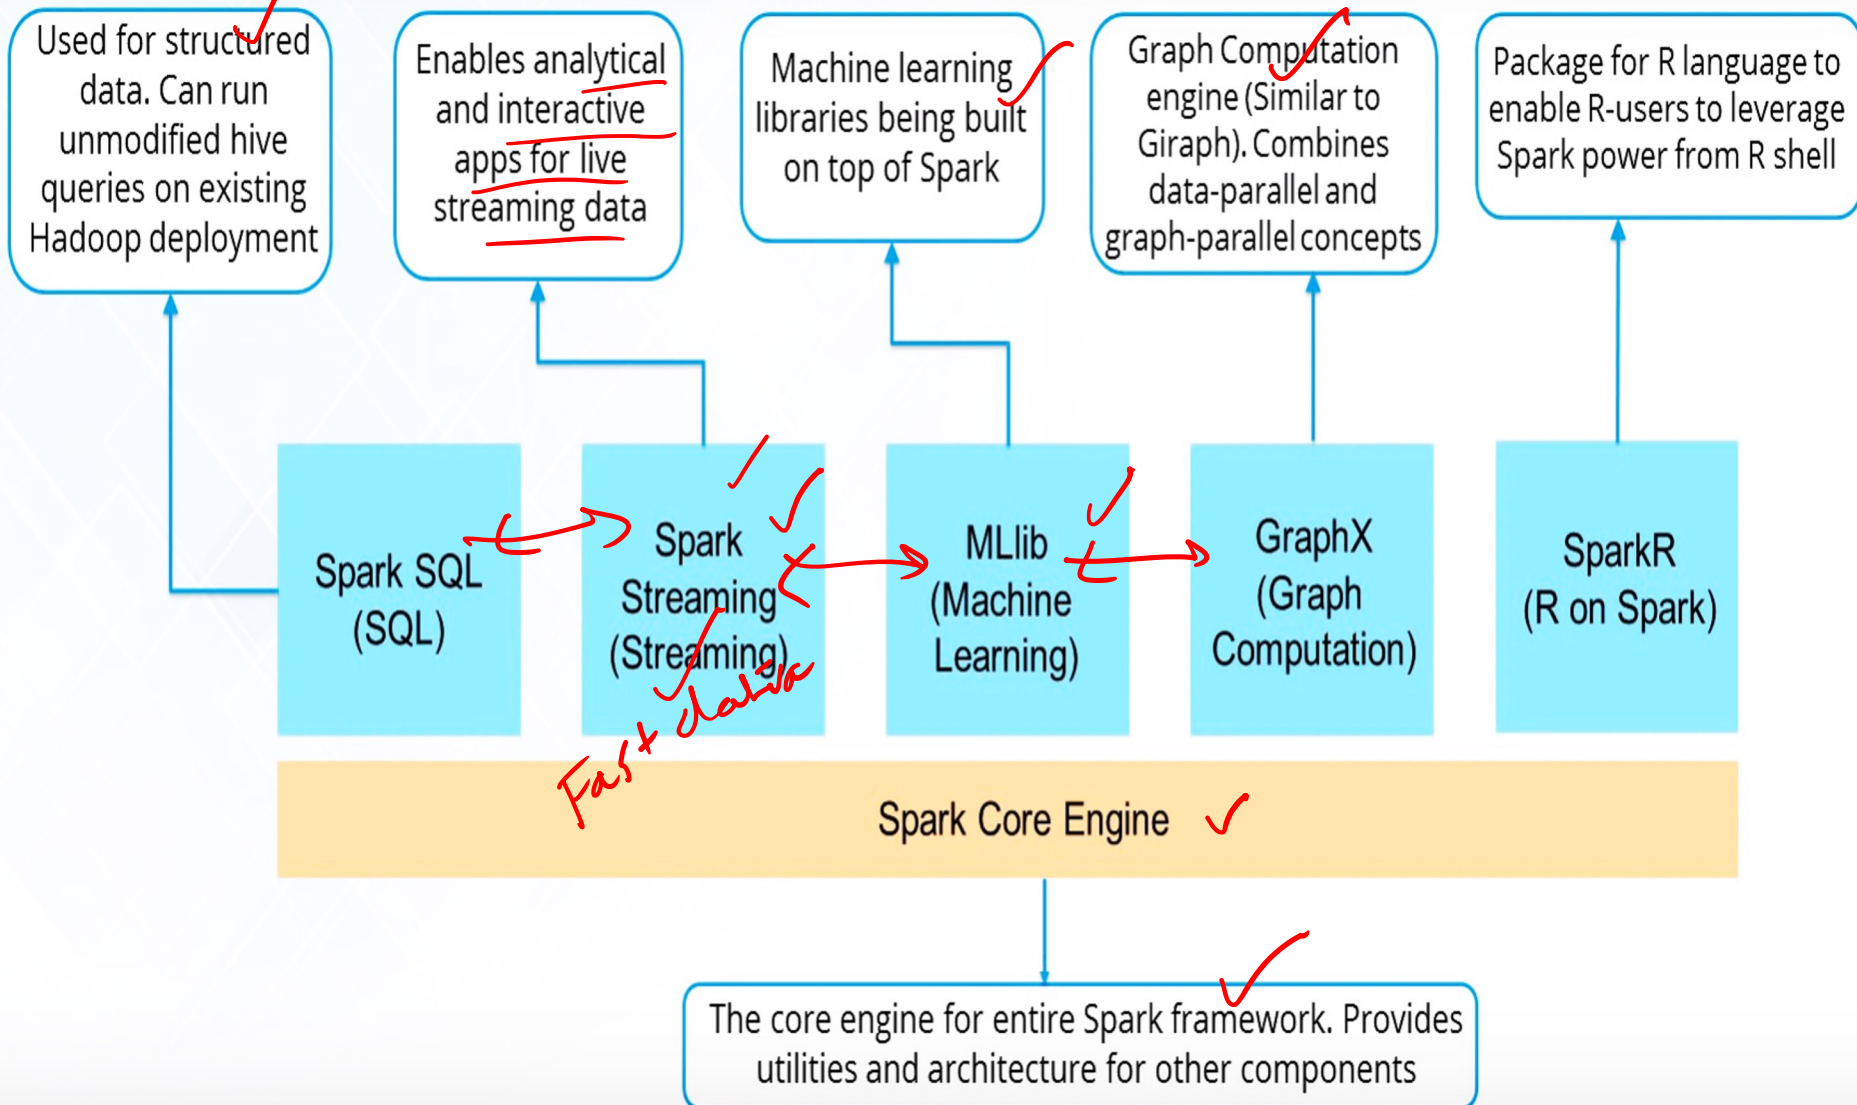 Used for structured
data. Can run
unmodified hive
queries on existing
Hadoop deployment
Enables analytical
and interactive
apps for live
streaming data
Machine learning
libraries being built
on top of Spark
Graph Computation
engine (Similar to
Giraph). Combines
data-parallel and
graph-parallel concepts
Package for R language to
enable R-users to leverage
Spark power from R shell
Spark SQL
(SQL)
Spark
Streaming
(Streaming)
Fast data
MLlib
(Machine
Learning)
GraphX
(Graph
Computation)
SparkR
(R on Spark)
Spark Core Engine
The core engine for entire Spark framework. Provides
utilities and architecture for other components